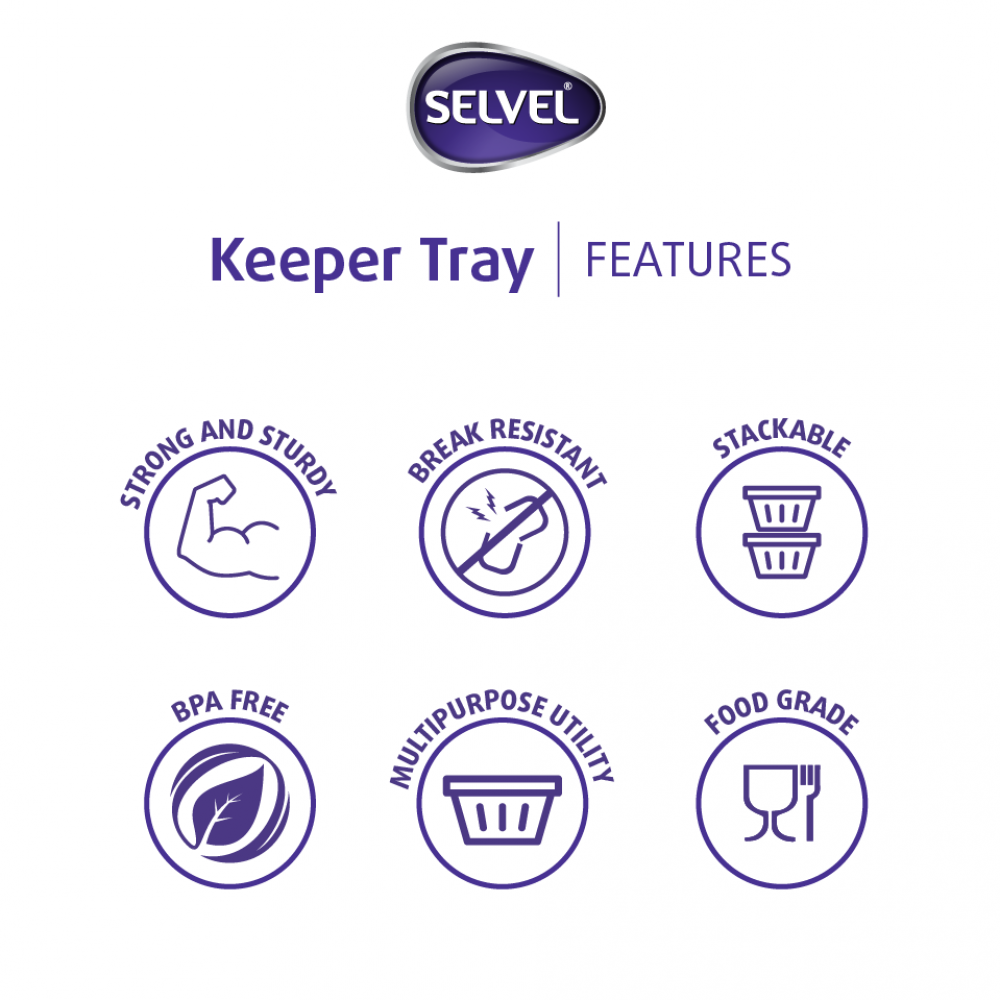 SELVEL®
Keeper Tray | FEATURES
STRONG AND STURDY
BREAK RESISTANT
STACKABLE
BPA FREE
MULTIPURPOSE UTILITY
FOOD GRADE